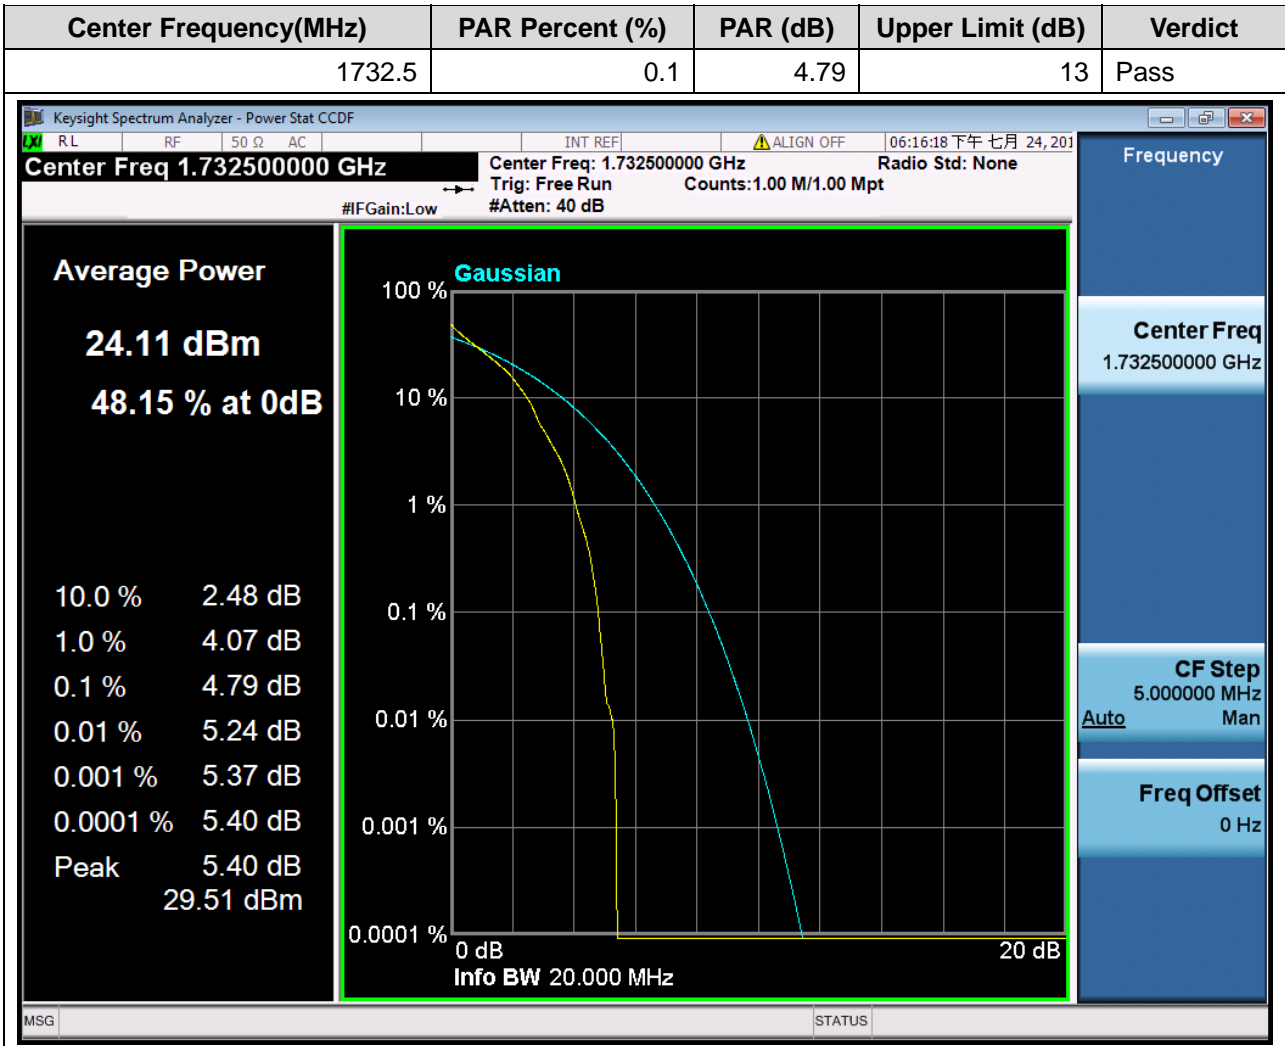 Center Frequency(MHz) PAR Percent (%) PAR (dB) Upper Limit (dB) Verdict
1732.5 0.1 4.79 13 Pass
Keysight Spectrum Analyzer - Power Stat CCDF
LXI RL RF 50 Ω AC INT REF ALIGN OFF 06:16:18 下午 七月 24, 201
Center Freq 1.732500000 GHz
Center Freq: 1.732500000 GHz Radio Std: None
Trig: Free Run Counts:1.00 M/1.00 Mpt
#IFGain:Low #Atten: 40 dB
Frequency
Average Power
24.11 dBm
48.15 % at 0dB
10.0 % 2.48 dB
1.0 % 4.07 dB
0.1 % 4.79 dB
0.01 % 5.24 dB
0.001 % 5.37 dB
0.0001 % 5.40 dB
Peak 5.40 dB
29.51 dBm
Gaussian
100 %
10 %
1 %
0.1 %
0.01 %
0.001 %
0.0001 %
0 dB 20 dB
Info BW 20.000 MHz
Center Freq
1.732500000 GHz
CF Step
5.000000 MHz
Auto Man
Freq Offset
0 Hz
MSG STATUS